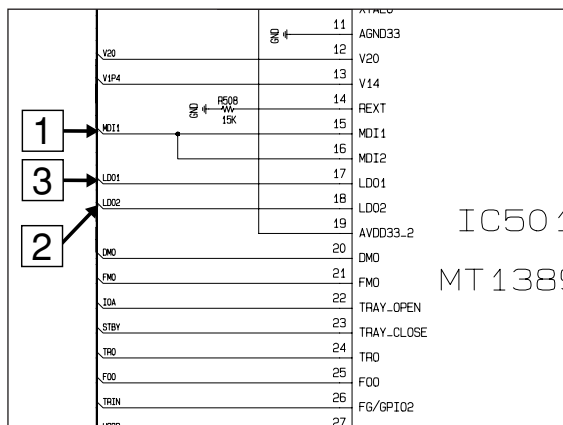 11 AGND33
GND
V20 12 V20
V1P4 13 V14
GND R508 15K 14 REXT
1 MDI1 15 MDI1
16 MDI2
3 LDO1 17 LDO1
2 LDO2 18 LDO2
19 AVDD33_2
IC501
DMO 20 DMO
MT1389
FMO 21 FMO
IOA 22 TRAY_OPEN
STBY 23 TRAY_CLOSE
TRO 24 TRO
FOO 25 FOO
TRIN 26 FG/GPIO2
27